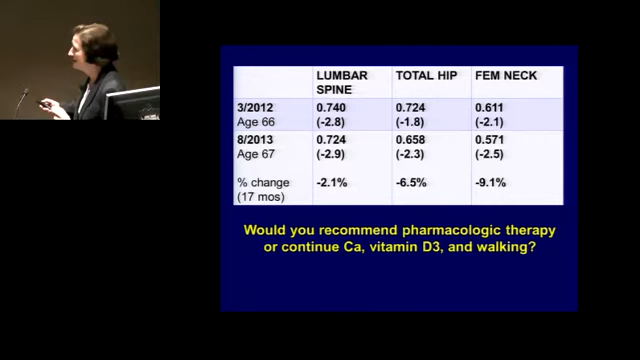 LUMBAR SPINE TOTAL HIP FEM NECK
3/2012 0.740 0.724 0.611
Age 66 (-2.8) (-1.8) (-2.1)
8/2013 0.724 0.658 0.571
Age 67 (-2.9) (-2.3) (-2.5)
% change -2.1% -6.5% -9.1%
(17 mos)
Would you recommend pharmacologic therapy
or continue Ca, vitamin D3, and walking?